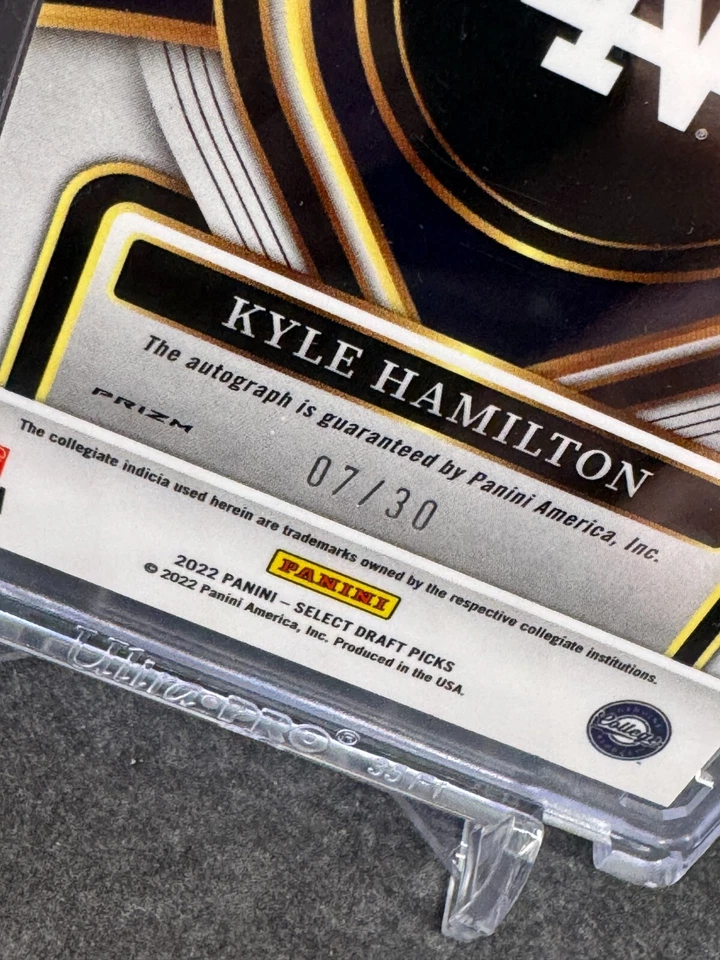 KYLE HAMILTON
The autograph is guaranteed by Panini America, Inc.
PRIZM
07/30
The collegiate indicia used herein are trademarks owned by the respective collegiate institutions.
PANINI
2022 PANINI – SELECT DRAFT PICKS
© 2022 Panini America, Inc. Produced in the USA.
College
Ultra·PRO®
35PT